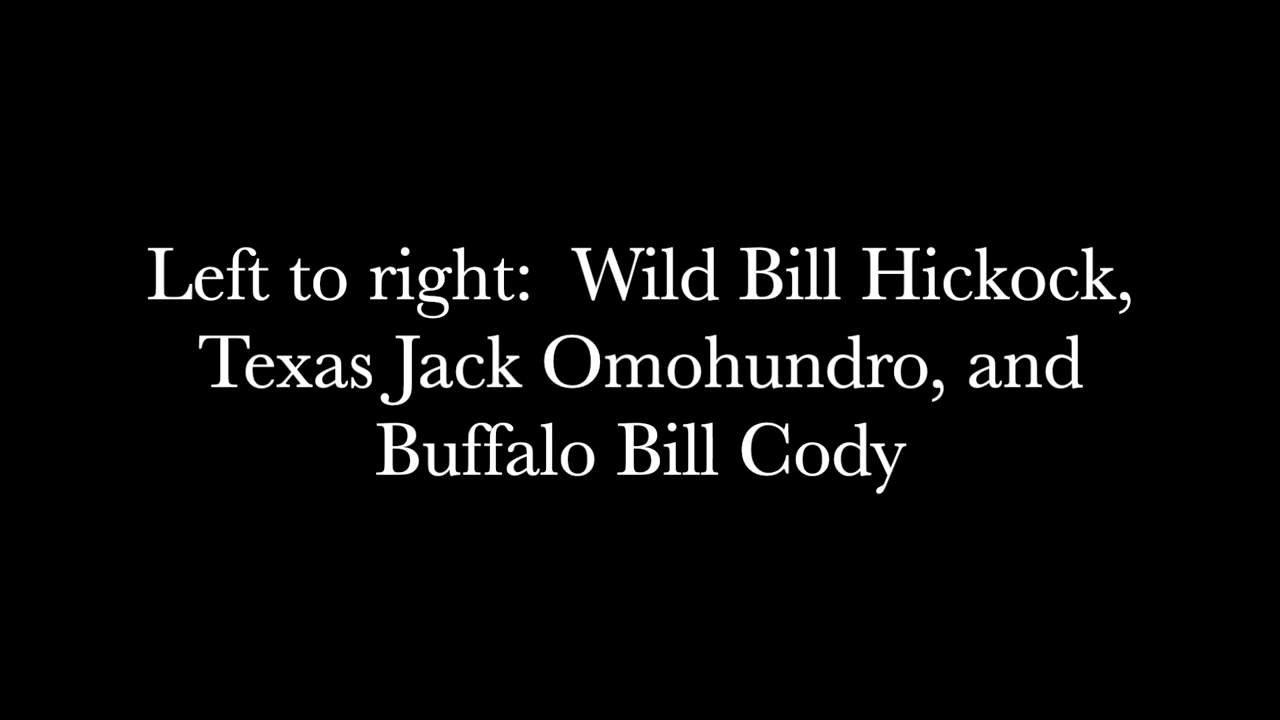 Left to right:  Wild Bill Hickock,
Texas Jack Omohundro, and
Buffalo Bill Cody